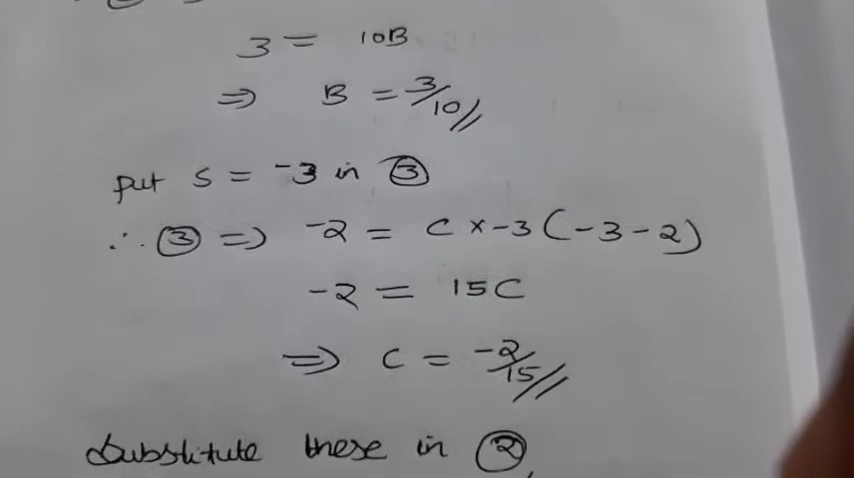 3 = 10B
⇒ B = 3/10//
put s = -3 in ③
∴ ③ ⇒ -2 = C × -3 (-3-2)
-2 = 15C
⇒ C = -2/15//
Substitute these in ②,